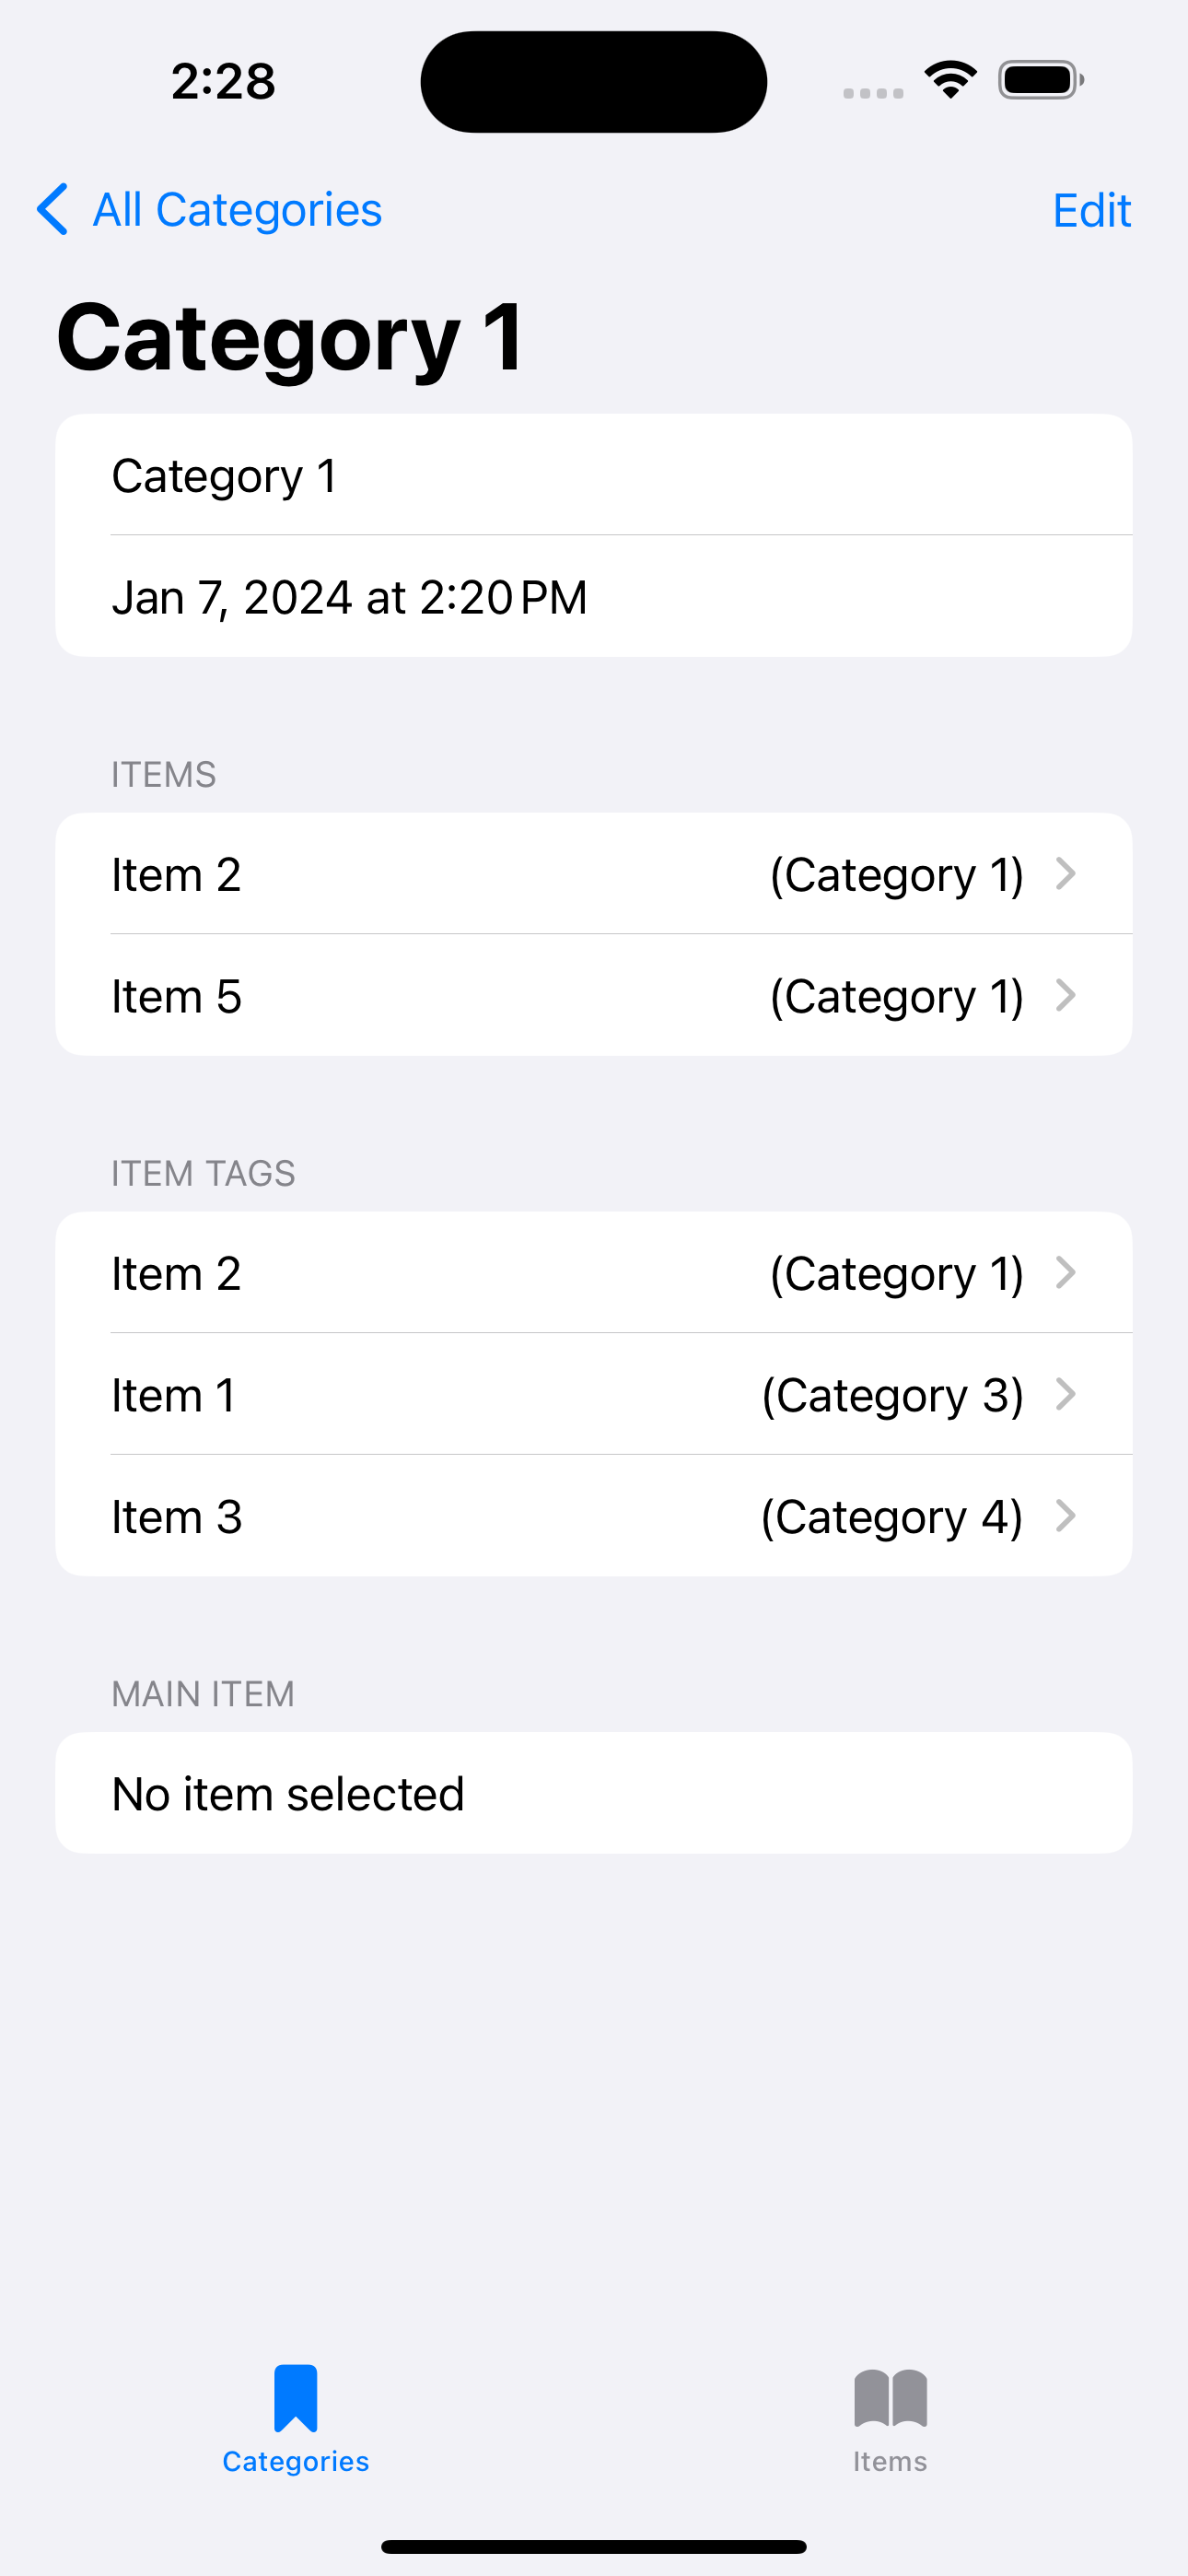 2:28
All Categories Edit
Category 1
Category 1
Jan 7, 2024 at 2:20 PM
ITEMS
Item 2 (Category 1)
Item 5 (Category 1)
ITEM TAGS
Item 2 (Category 1)
Item 1 (Category 3)
Item 3 (Category 4)
MAIN ITEM
No item selected
Categories Items